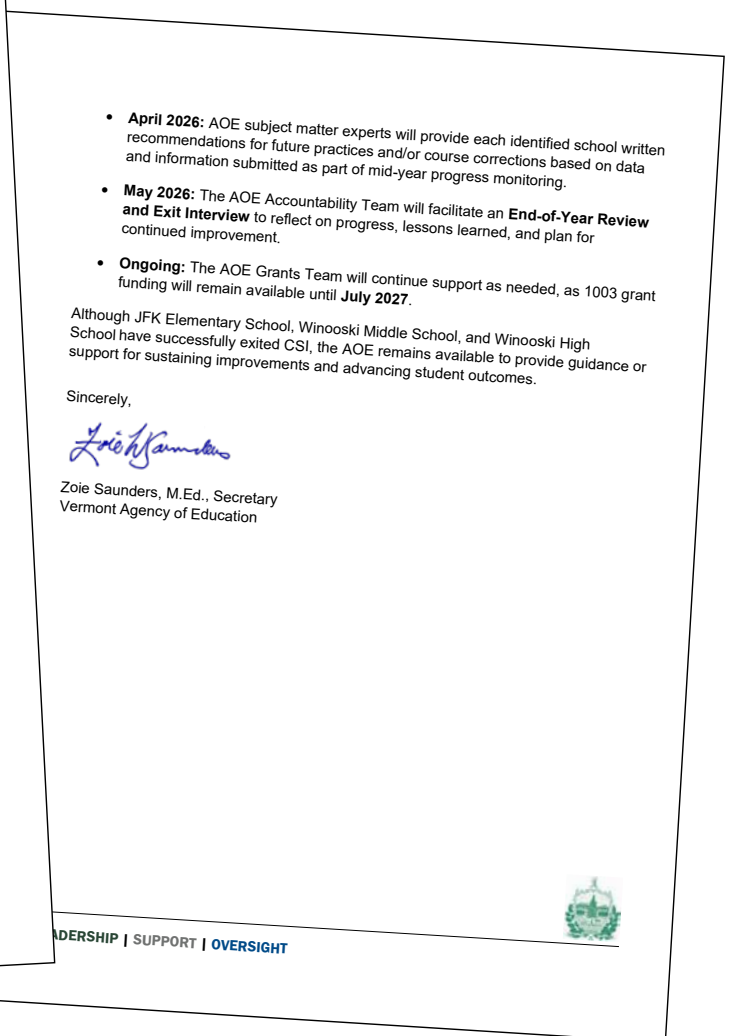 • April 2026: AOE subject matter experts will provide each identified school written
recommendations for future practices and/or course corrections based on data
and information submitted as part of mid-year progress monitoring.
• May 2026: The AOE Accountability Team will facilitate an End-of-Year Review
and Exit Interview to reflect on progress, lessons learned, and plan for
continued improvement.
• Ongoing: The AOE Grants Team will continue support as needed, as 1003 grant
funding will remain available until July 2027.
Although JFK Elementary School, Winooski Middle School, and Winooski High
School have successfully exited CSI, the AOE remains available to provide guidance or
support for sustaining improvements and advancing student outcomes.
Sincerely,
Zoie W Saunders
Zoie Saunders, M.Ed., Secretary
Vermont Agency of Education
ADERSHIP | SUPPORT | OVERSIGHT